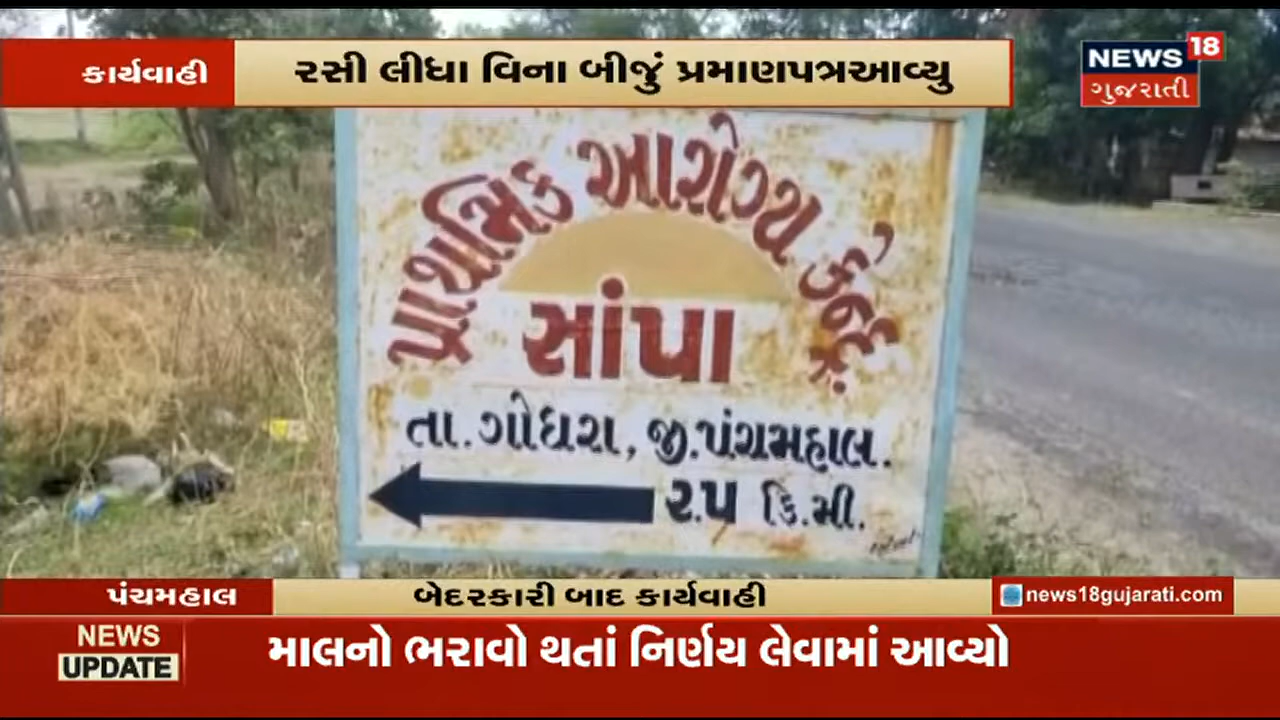 કાર્યવાહી
રસી લીધા વિના બીજું પ્રમાણપત્રઆવ્યુ
NEWS 18
ગુજરાતી
પ્રાથમિક આરોગ્ય કેન્દ્ર.
સાંપા
તા.ગોધરા, જી.પંચમહાલ.
૨.૫ કિ.મી.
પંચમહાલ
બેદરકારી બાદ કાર્યવાહી
news18gujarati.com
NEWS
UPDATE
માલનો ભરાવો થતાં નિર્ણય લેવામાં આવ્યો